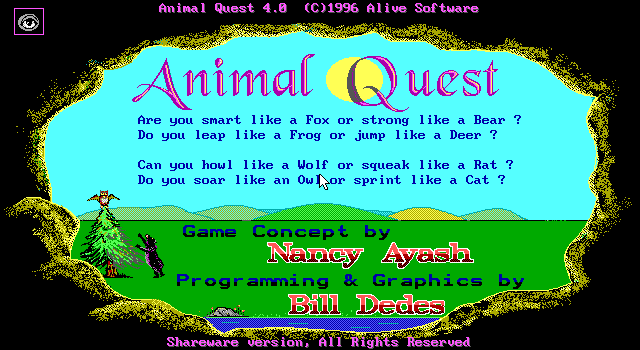 Animal Quest 4.0 (C)1996 Alive Software
Animal Quest
Are you smart like a Fox or strong like a Bear ?
Do you leap like a Frog or jump like a Deer ?
Can you howl like a Wolf or squeak like a Rat ?
Do you soar like an Owl or sprint like a Cat ?
Game Concept by
Nancy Ayash
Programming & Graphics by
Bill Dedes
Shareware Version, All Rights Reserved